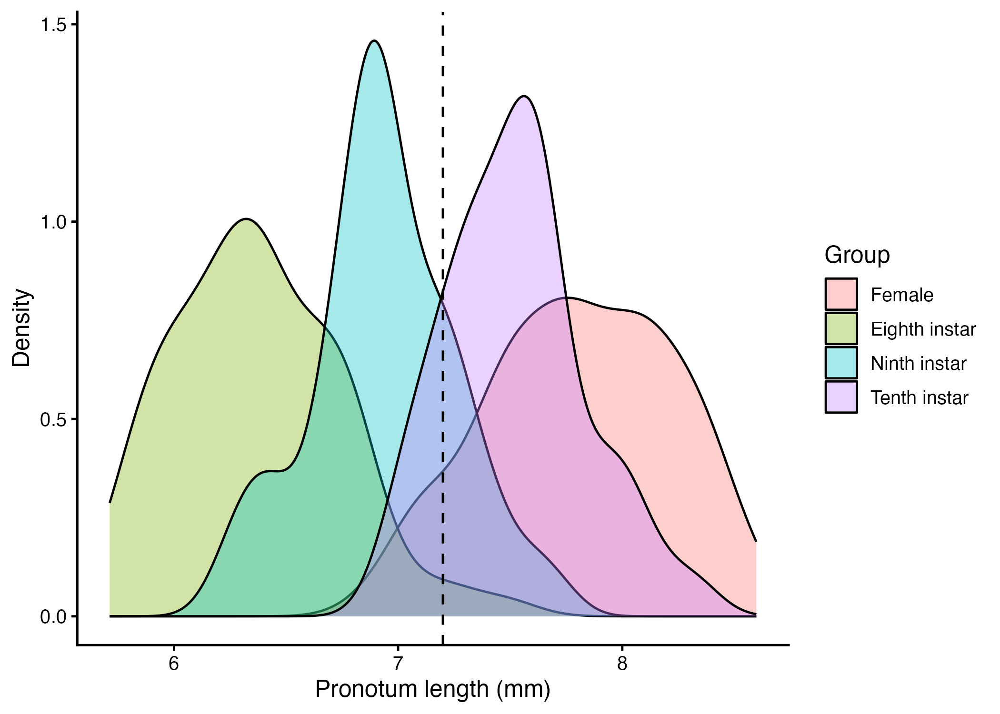 1.5
1.0
0.5
0.0
Density
6 7 8
Pronotum length (mm)
Group
Female
Eighth instar
Ninth instar
Tenth instar